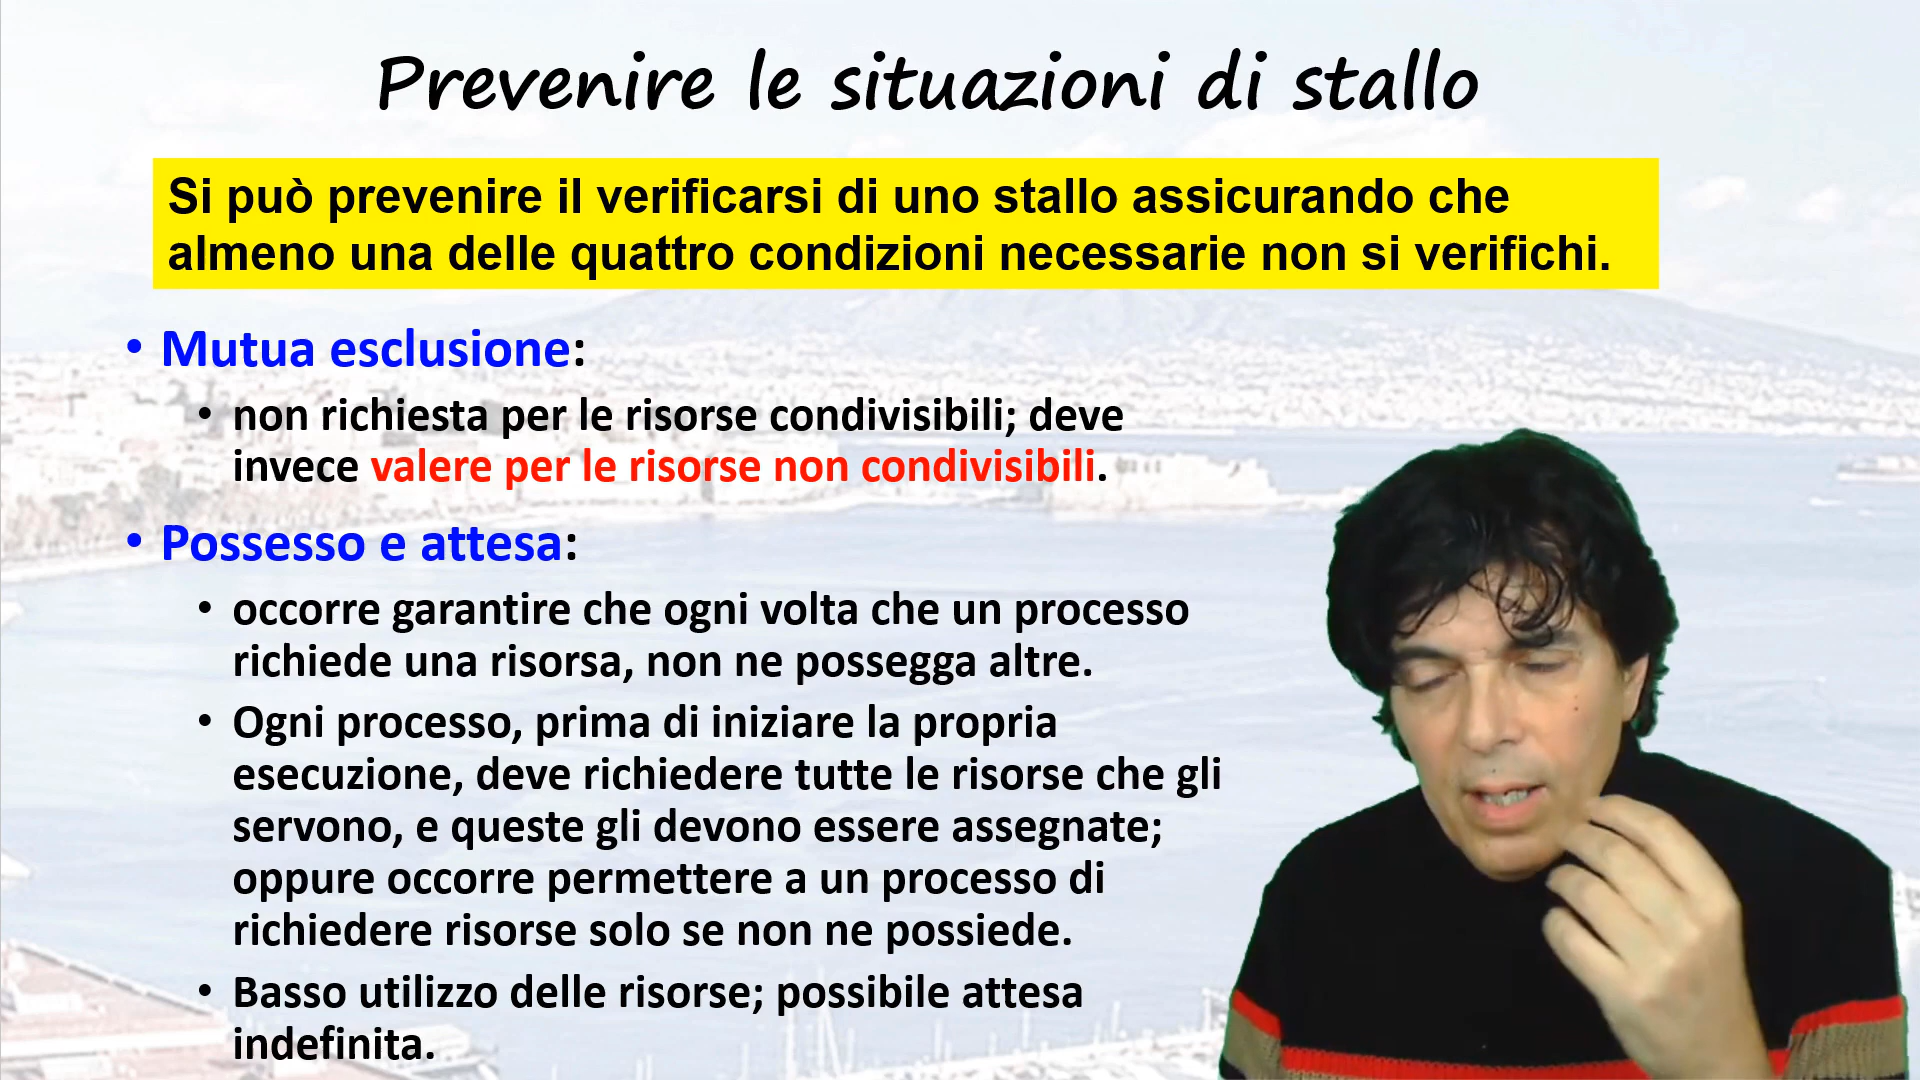 Prevenire le situazioni di stallo
Si può prevenire il verificarsi di uno stallo assicurando che
almeno una delle quattro condizioni necessarie non si verifichi.
• Mutua esclusione:
• non richiesta per le risorse condivisibili; deve
invece valere per le risorse non condivisibili.
• Possesso e attesa:
• occorre garantire che ogni volta che un processo
richiede una risorsa, non ne possegga altre.
• Ogni processo, prima di iniziare la propria
esecuzione, deve richiedere tutte le risorse che gli
servono, e queste gli devono essere assegnate;
oppure occorre permettere a un processo di
richiedere risorse solo se non ne possiede.
• Basso utilizzo delle risorse; possibile attesa
indefinita.